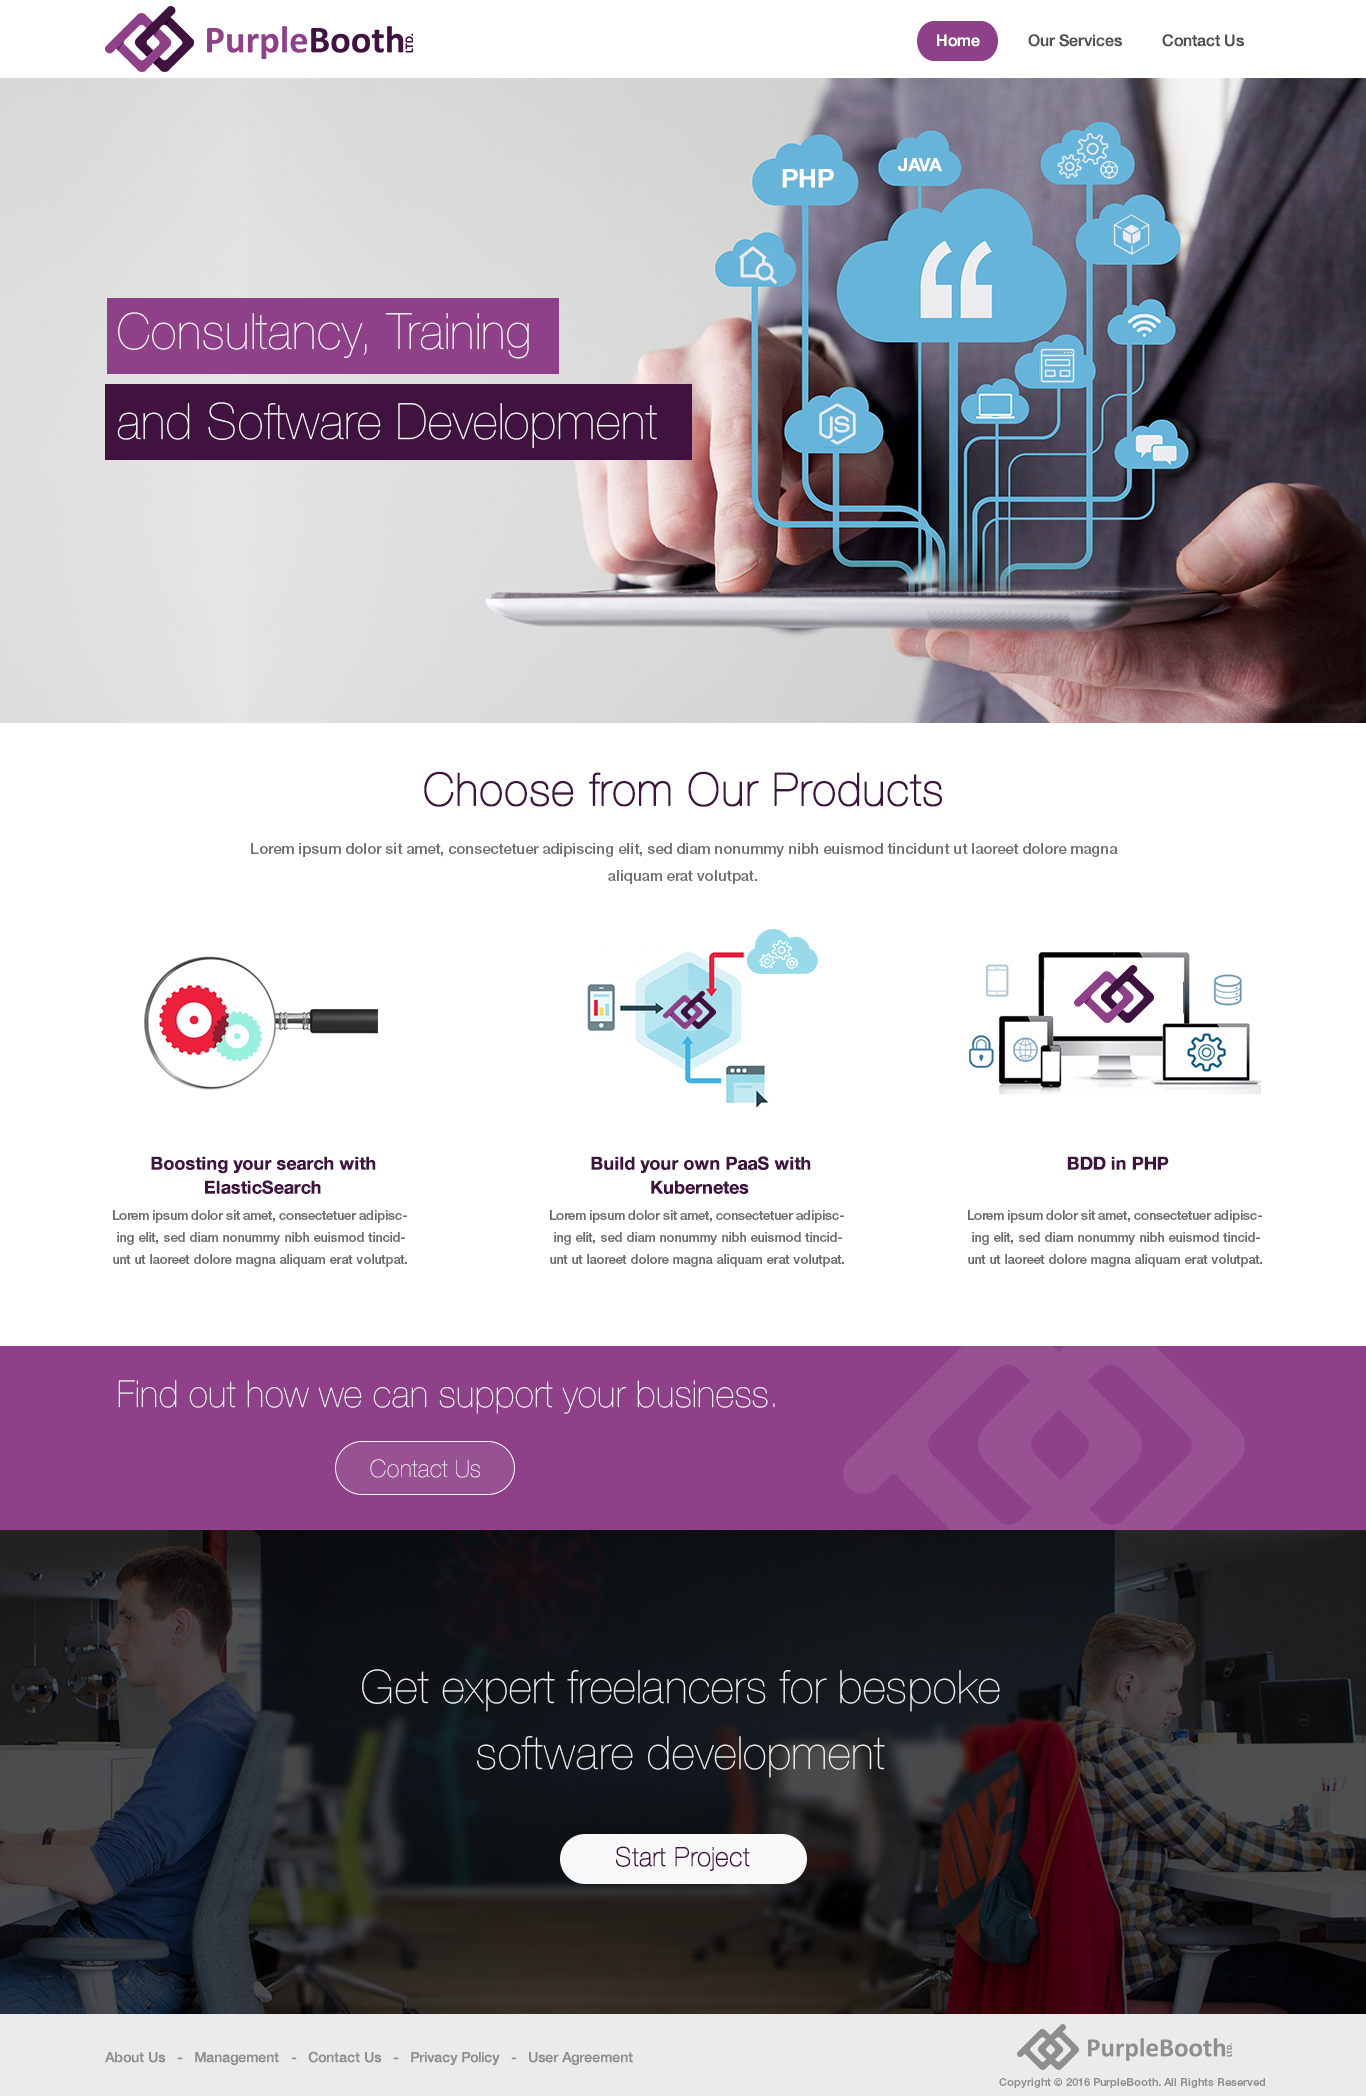 PurpleBooth LTD.
Home Our Services Contact Us
PHP
JAVA
“
JS
Consultancy, Training
and Software Development
Choose from Our Products
Lorem ipsum dolor sit amet, consectetuer adipiscing elit, sed diam nonummy nibh euismod tincidunt ut laoreet dolore magna
aliquam erat volutpat.
Boosting your search with
ElasticSearch
Lorem ipsum dolor sit amet, consectetuer adipisc-
ing elit, sed diam nonummy nibh euismod tincid-
unt ut laoreet dolore magna aliquam erat volutpat.
Build your own PaaS with
Kubernetes
Lorem ipsum dolor sit amet, consectetuer adipisc-
ing elit, sed diam nonummy nibh euismod tincid-
unt ut laoreet dolore magna aliquam erat volutpat.
BDD in PHP
Lorem ipsum dolor sit amet, consectetuer adipisc-
ing elit, sed diam nonummy nibh euismod tincid-
unt ut laoreet dolore magna aliquam erat volutpat.
Find out how we can support your business.
Contact Us
Get expert freelancers for bespoke
software development
Start Project
NIKE
About Us - Management - Contact Us - Privacy Policy - User Agreement
PurpleBooth LTD.
Copyright © 2016 PurpleBooth. All Rights Reserved